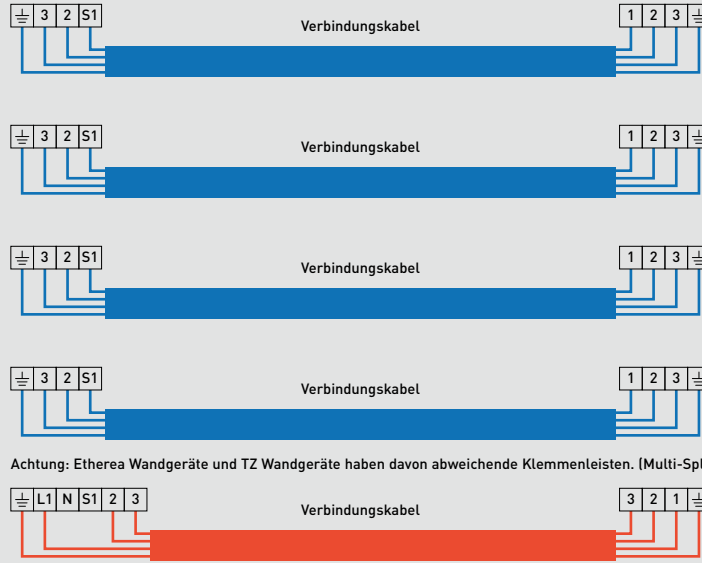 ⏚ 3 2 S1 Verbindungskabel 1 2 3 ⏚
⏚ 3 2 S1 Verbindungskabel 1 2 3 ⏚
⏚ 3 2 S1 Verbindungskabel 1 2 3 ⏚
⏚ 3 2 S1 Verbindungskabel 1 2 3 ⏚
Achtung: Etherea Wandgeräte und TZ Wandgeräte haben davon abweichende Klemmenleisten. (Multi-Spl
⏚ L1 N S1 2 3 Verbindungskabel 3 2 1 ⏚